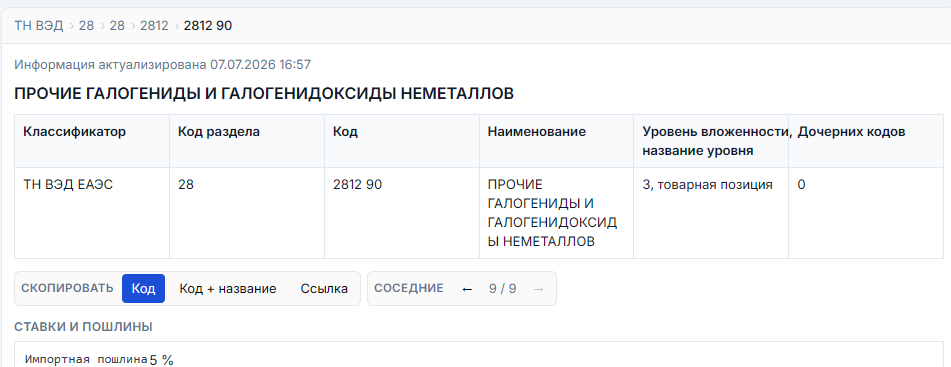 ТН ВЭД › 28 › 28 › 2812 › 2812 90
Информация актуализирована 07.07.2026 16:57
ПРОЧИЕ ГАЛОГЕНИДЫ И ГАЛОГЕНИДОКСИДЫ НЕМЕТАЛЛОВ
Классификатор Код раздела Код Наименование Уровень вложенности, Дочерних кодов
название уровня
ТН ВЭД ЕАЭС 28 2812 90 ПРОЧИЕ 3, товарная позиция 0
ГАЛОГЕНИДЫ И
ГАЛОГЕНИДОКСИД
Ы НЕМЕТАЛЛОВ
СКОПИРОВАТЬ Код Код + название Ссылка СОСЕДНИЕ ← 9 / 9 →
СТАВКИ И ПОШЛИНЫ
Импортная пошлина 5 %